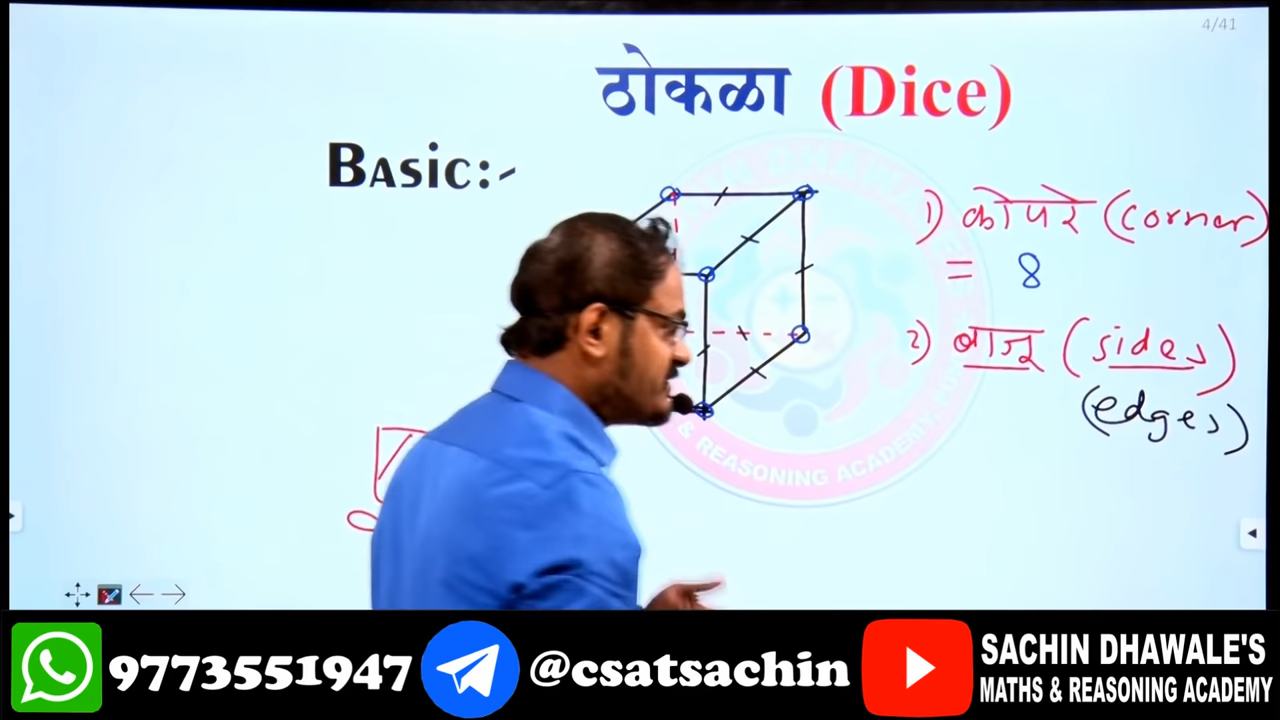 4/41
ठोकळा (Dice)
BASIC:-
1) कोपरे (corner)
= 8
2) बाजू (sides)
(edges)
& REASONING ACADEMY
9773551947
@csatsachin
SACHIN DHAWALE'S
MATHS & REASONING ACADEMY